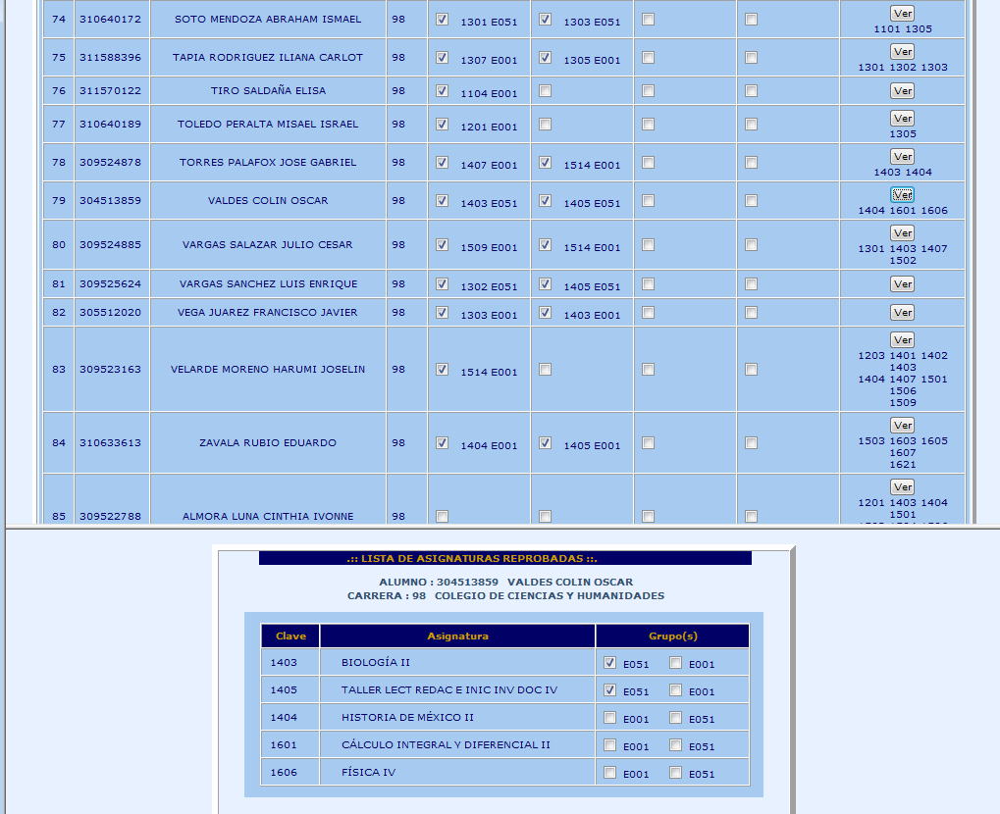 Ver
74 310640172 SOTO MENDOZA ABRAHAM ISMAEL 98 1301 E051 1303 E051
1101 1305
Ver
75 311588396 TAPIA RODRIGUEZ ILIANA CARLOT 98 1307 E001 1305 E001
1301 1302 1303
76 311570122 TIRO SALDAÑA ELISA 98 1104 E001 Ver
Ver
77 310640189 TOLEDO PERALTA MISAEL ISRAEL 98 1201 E001
1305
Ver
78 309524878 TORRES PALAFOX JOSE GABRIEL 98 1407 E001 1514 E001
1403 1404
Ver
79 304513859 VALDES COLIN OSCAR 98 1403 E051 1405 E051
1404 1601 1606
Ver
80 309524885 VARGAS SALAZAR JULIO CESAR 98 1509 E001 1514 E001
1301 1403 1407
1502
81 309525624 VARGAS SANCHEZ LUIS ENRIQUE 98 1302 E051 1405 E051 Ver
82 305512020 VEGA JUAREZ FRANCISCO JAVIER 98 1303 E001 1403 E001 Ver
Ver
1203 1401 1402
1403
83 309523163 VELARDE MORENO HARUMI JOSELIN 98 1514 E001
1404 1407 1501
1506
1509
Ver
84 310633613 ZAVALA RUBIO EDUARDO 98 1404 E001 1405 E001
1503 1603 1605
1607
1621
Ver
1201 1403 1404
1501
85 309522788 ALMORA LUNA CINTHIA IVONNE 98
.:: LISTA DE ASIGNATURAS REPROBADAS ::.
ALUMNO : 304513859 VALDES COLIN OSCAR
CARRERA : 98 COLEGIO DE CIENCIAS Y HUMANIDADES
Clave Asignatura Grupo(s)
1403 BIOLOGÍA II E051 E001
1405 TALLER LECT REDAC E INIC INV DOC IV E051 E001
1404 HISTORIA DE MÉXICO II E001 E051
1601 CÁLCULO INTEGRAL Y DIFERENCIAL II E001 E051
1606 FÍSICA IV E001 E051